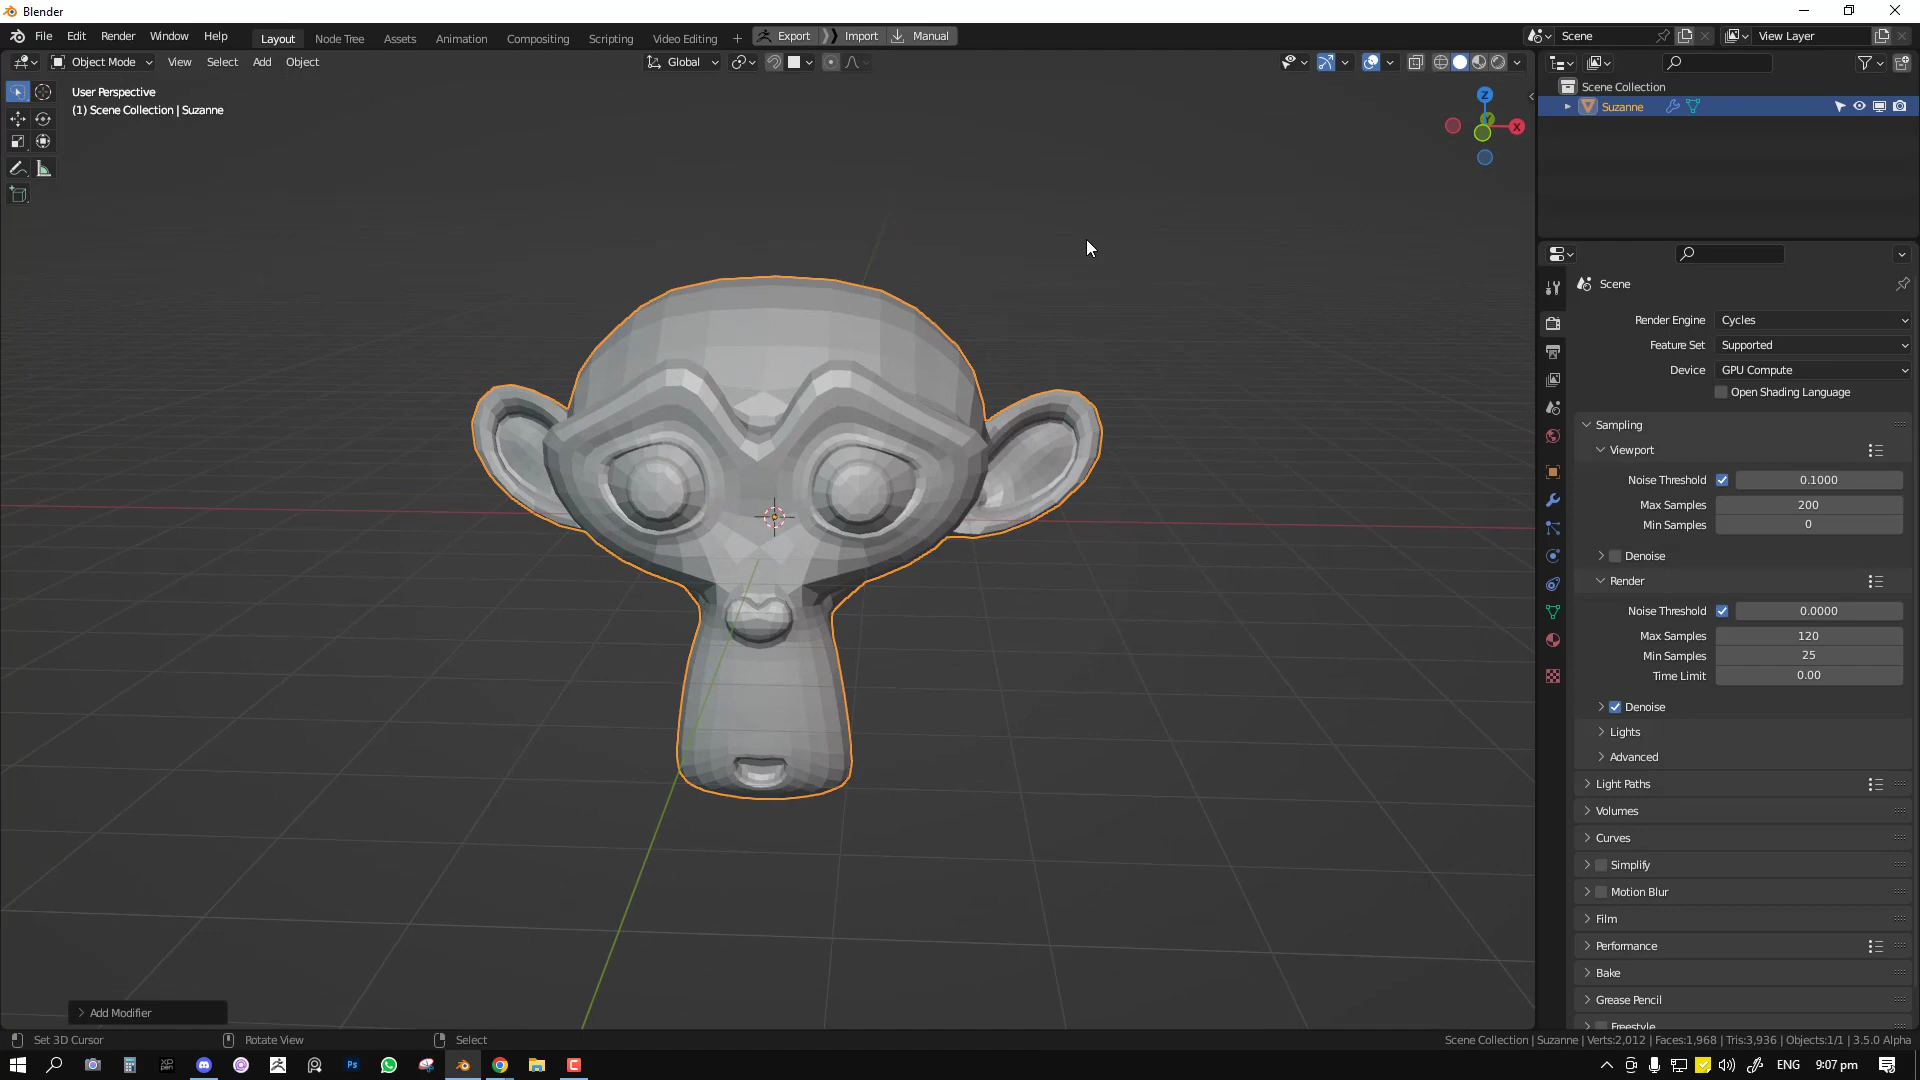 Blender
File Edit Render Window Help Layout Node Tree Assets Animation Compositing Scripting Video Editing + Export Import Manual Scene View Layer
Object Mode View Select Add Object Global
User Perspective
(1) Scene Collection | Suzanne
Z
Y
X
Scene Collection
Suzanne
Scene
Render Engine Cycles
Feature Set Supported
Device GPU Compute
Open Shading Language
Sampling
Viewport
Noise Threshold 0.1000
Max Samples 200
Min Samples 0
Denoise
Render
Noise Threshold 0.0000
Max Samples 120
Min Samples 25
Time Limit 0.00
Denoise
Lights
Advanced
Light Paths
Volumes
Curves
Simplify
Motion Blur
Film
Performance
Bake
Grease Pencil
Freestyle
Add Modifier
Set 3D Cursor Rotate View Select Scene Collection | Suzanne | Verts:2,012 | Faces:1,968 | Tris:3,936 | Objects:1/1 | 3.5.0 Alpha
XP PEN Ps ENG 9:07 pm